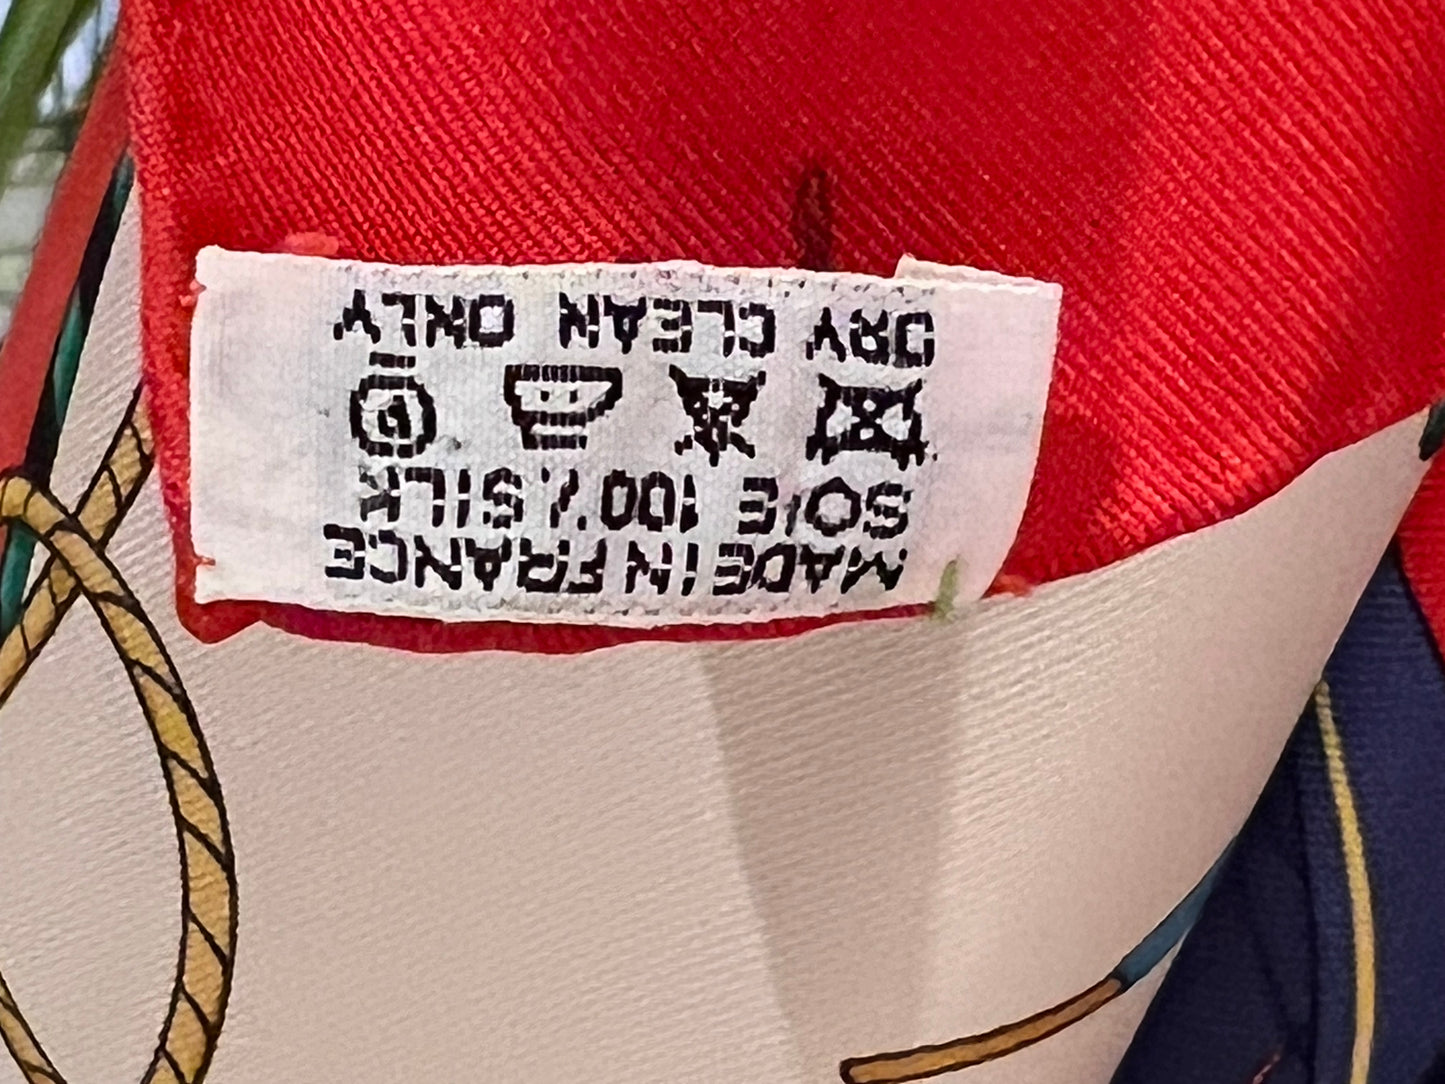 MADE IN FRANCE
SOIE 100% SILK
DRY CLEAN ONLY